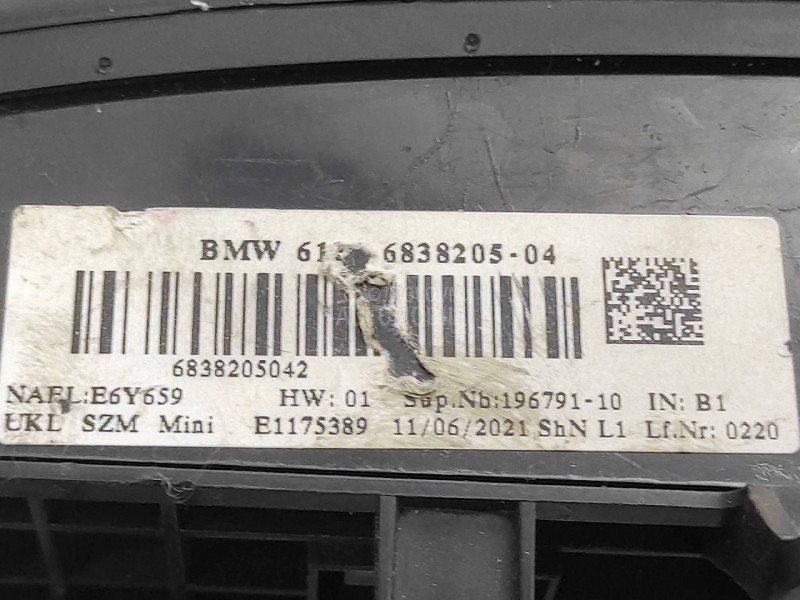 BMW 6838205-04
6838205042
NAEL:E6Y659 HW: 01 Sup.Nb:196791-10 IN: B1
UKL SZM Mini E1175389 11/06/2021 ShN L1 Lf.Nr: 0220